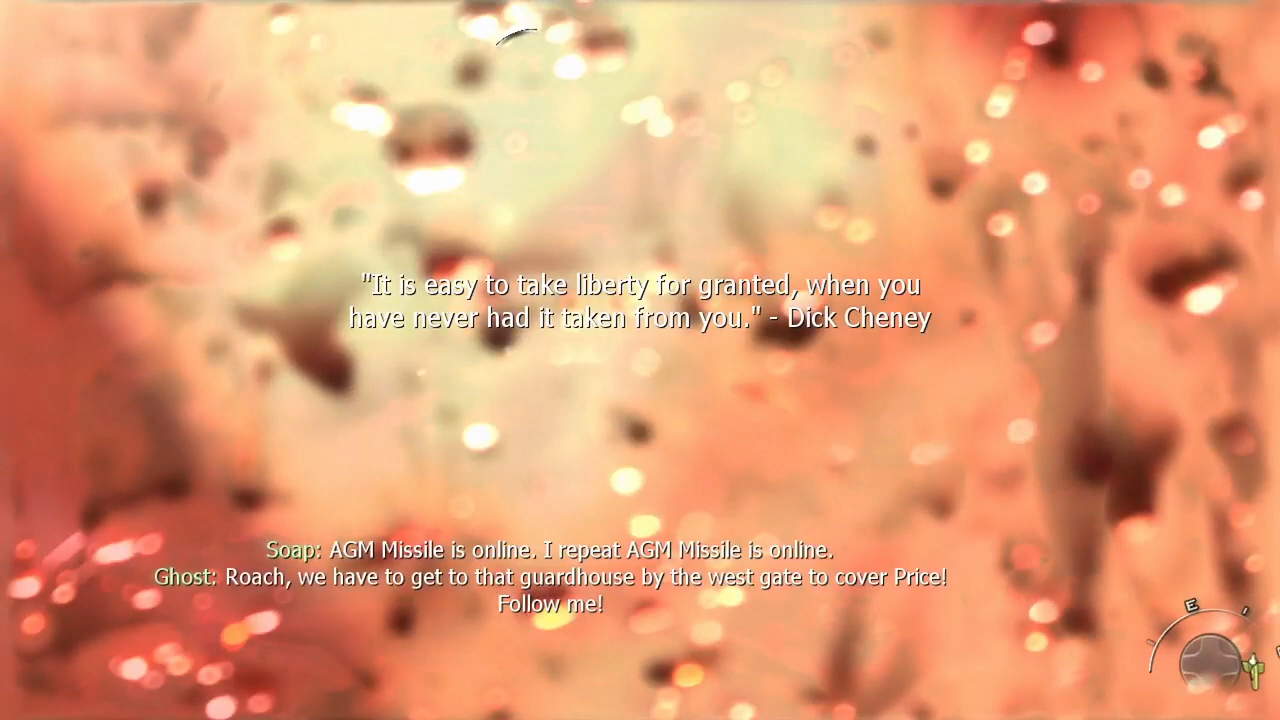 "It is easy to take liberty for granted, when you
have never had it taken from you." - Dick Cheney
Soap: AGM Missile is online. I repeat AGM Missile is online.
Ghost: Roach, we have to get to that guardhouse by the west gate to cover Price!
Follow me!
E